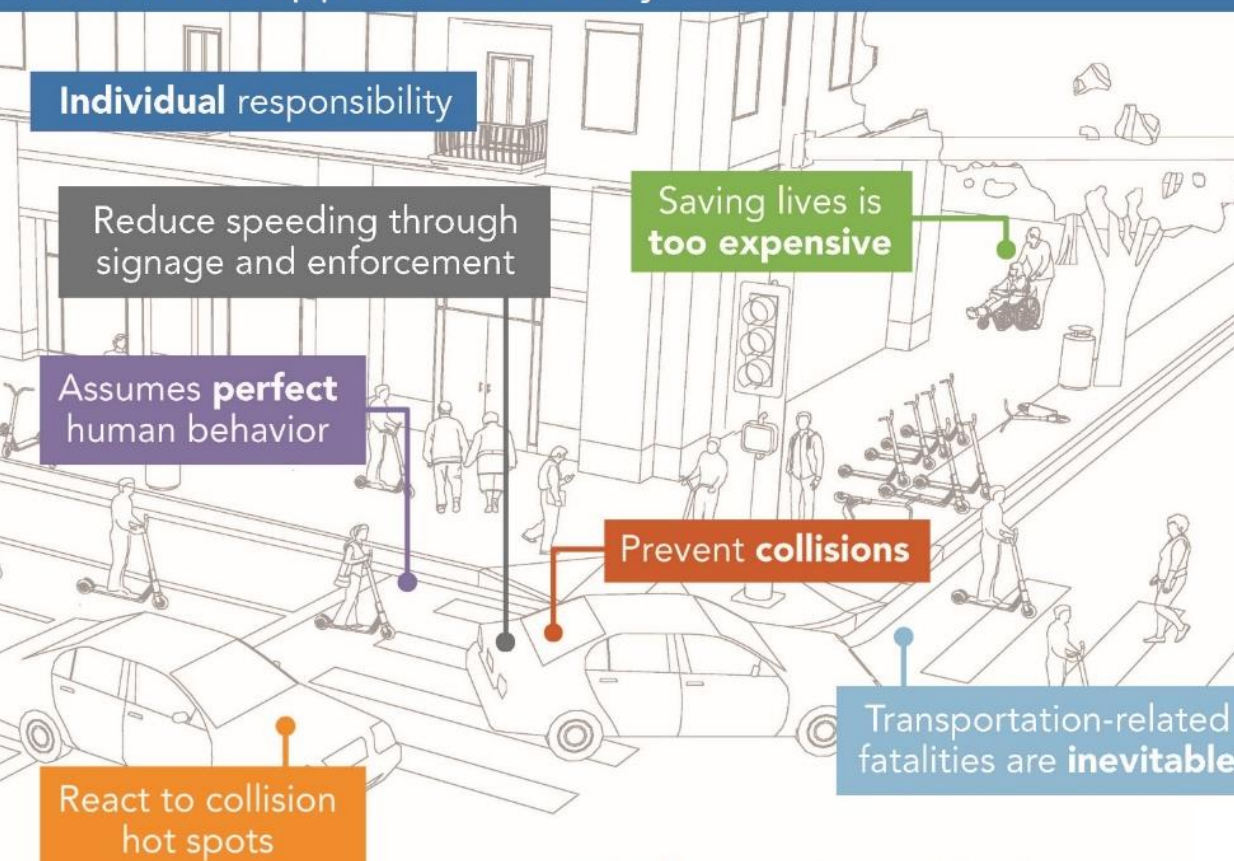 Individual responsibility
Reduce speeding through
signage and enforcement
Saving lives is
too expensive
Assumes perfect
human behavior
Prevent collisions
Transportation-related
fatalities are inevitable
React to collision
hot spots